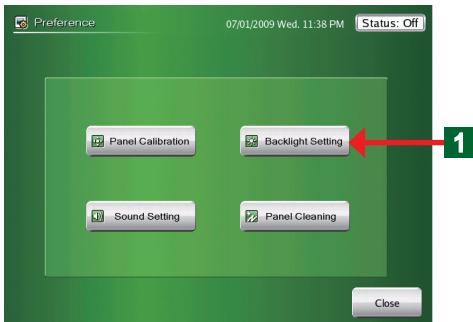 Preference
07/01/2009 Wed. 11:38 PM
Status: Off
Panel Calibration
Backlight Setting
1
Sound Setting
Panel Cleaning
Close